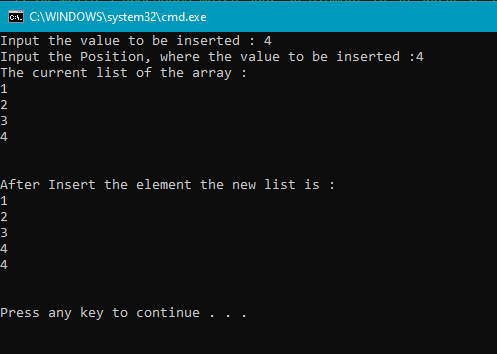 C:\WINDOWS\system32\cmd.exe
Input the value to be inserted : 4
Input the Position, where the value to be inserted :4
The current list of the array :
1
2
3
4
After Insert the element the new list is :
1
2
3
4
4
Press any key to continue . . .